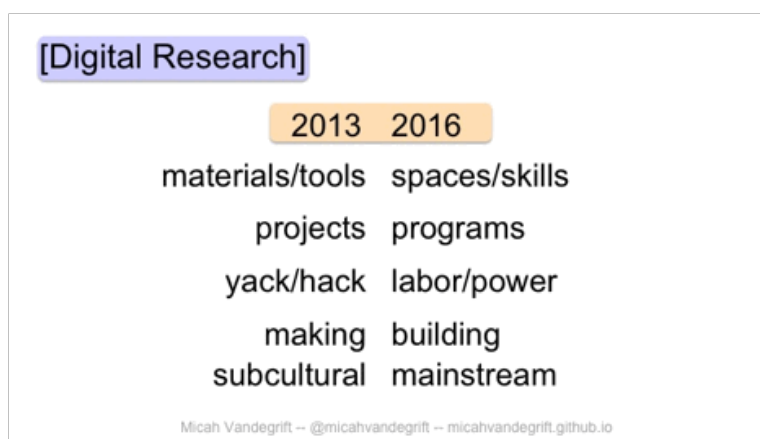 [Digital Research]
2013 2016
materials/tools spaces/skills
projects programs
yack/hack labor/power
making building
subcultural mainstream
Micah Vandegrift -- @micahvandegrift -- micahvandegrift.github.io